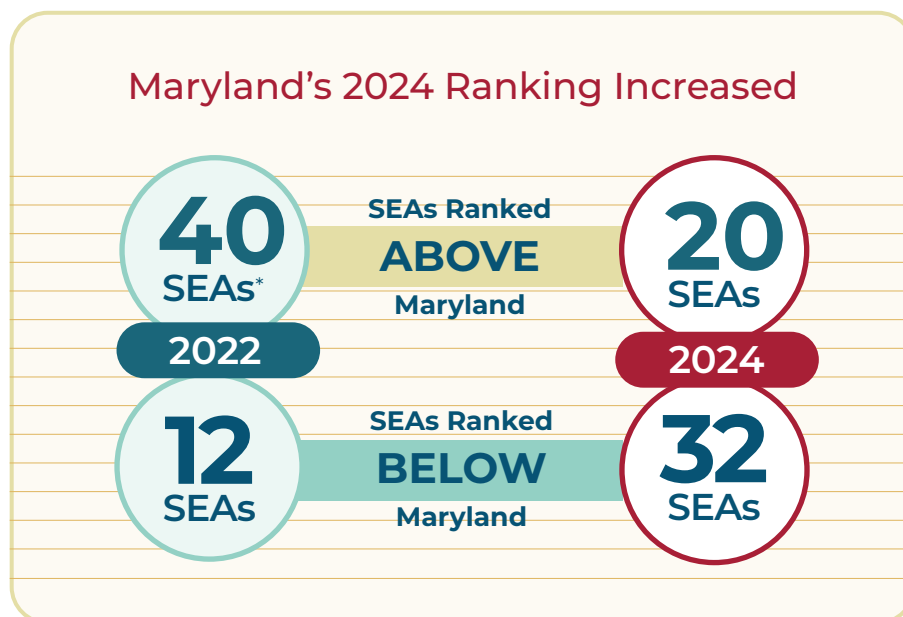 Maryland’s 2024 Ranking Increased
40
SEAs*
SEAs Ranked
ABOVE
Maryland
20
SEAs
2022
2024
12
SEAs
SEAs Ranked
BELOW
Maryland
32
SEAs